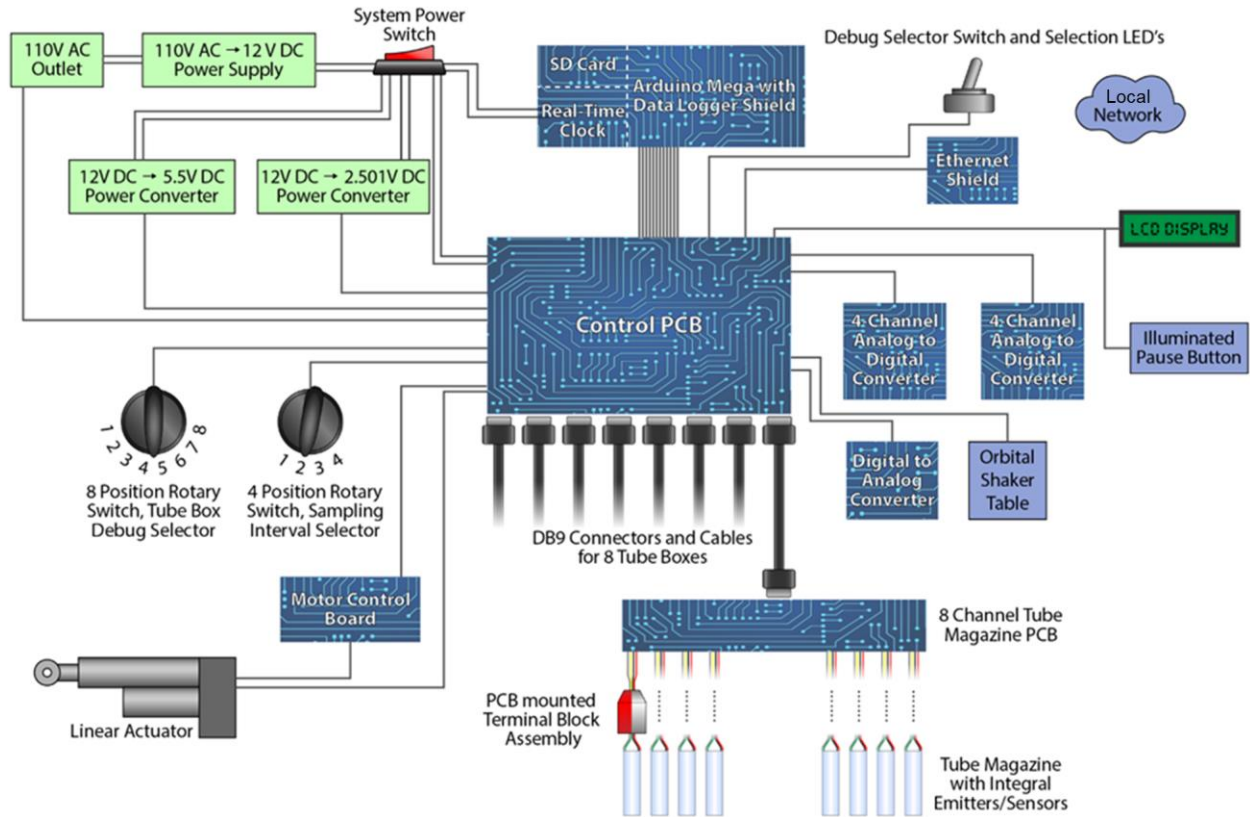 System Power
Switch
110V AC
Outlet
110V AC → 12 V DC
Power Supply
SD Card
Real-Time
Clock
Arduino Mega with
Data Logger Shield
Debug Selector Switch and Selection LED's
Local
Network
Ethernet
Shield
12V DC → 5.5V DC
Power Converter
12V DC → 2.501V DC
Power Converter
LCD DISPLAY
Control PCB
4 Channel
Analog to
Digital
Converter
4 Channel
Analog to
Digital
Converter
Illuminated
Pause Button
1
2
3
4
5
6
7
8
8 Position Rotary
Switch, Tube Box
Debug Selector
1
2
3
4
4 Position Rotary
Switch, Sampling
Interval Selector
Digital to
Analog
Converter
Orbital
Shaker
Table
DB9 Connectors and Cables
for 8 Tube Boxes
Motor Control
Board
8 Channel Tube
Magazine PCB
Linear Actuator
PCB mounted
Terminal Block
Assembly
Tube Magazine
with Integral
Emitters/Sensors